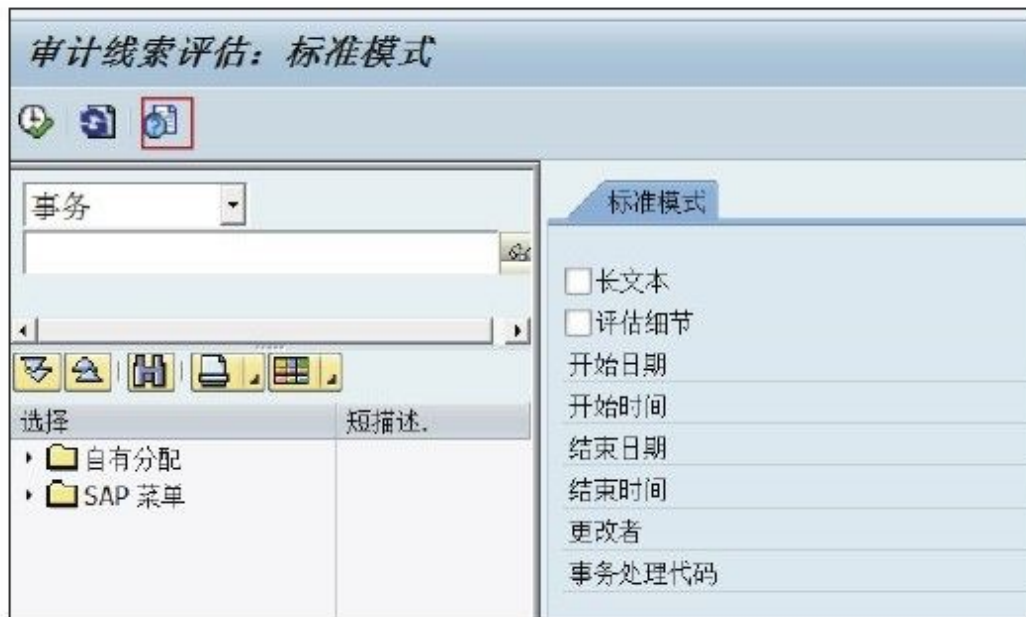 审计线索评估：标准模式
事务
标准模式
长文本
评估细节
开始日期
开始时间
结束日期
结束时间
更改者
事务处理代码
选择
短描述.
自有分配
SAP 菜单